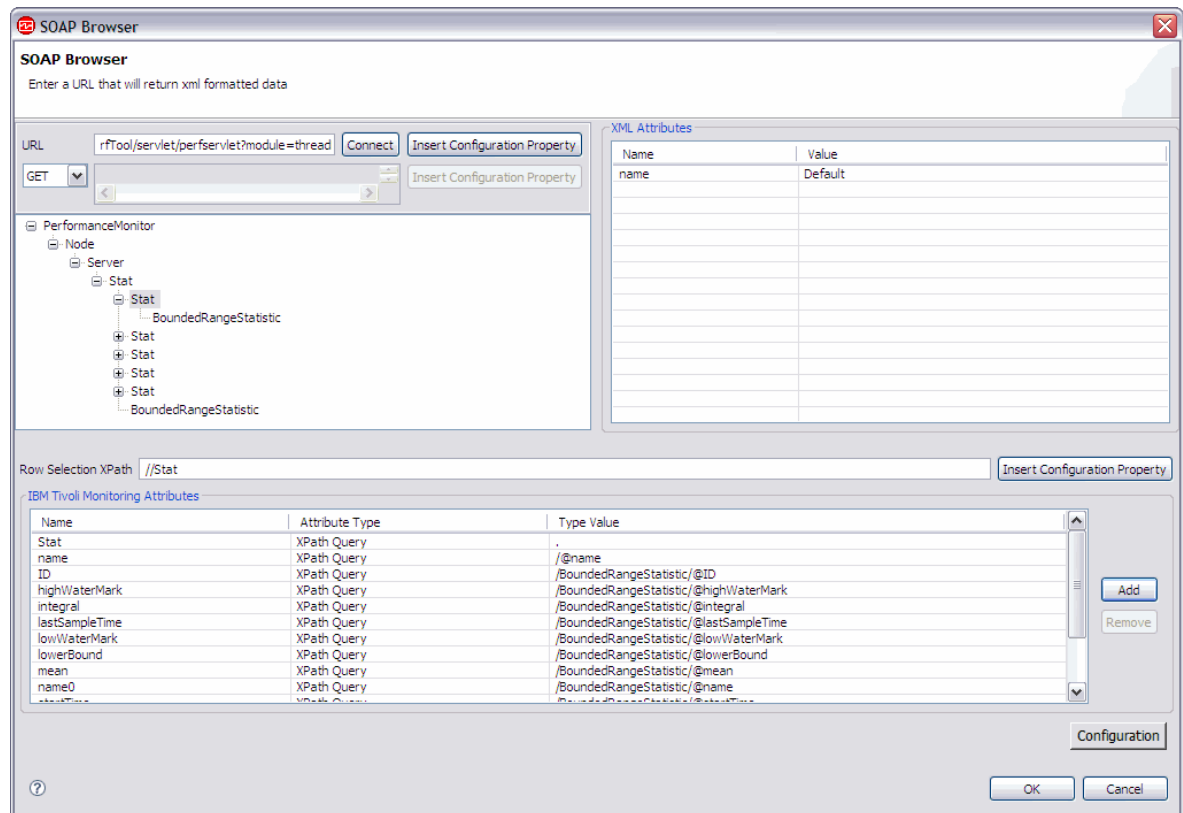 SOAP Browser
SOAP Browser
Enter a URL that will return xml formatted data
URL rfTool/servlet/perfservlet?module=thread Connect Insert Configuration Property
GET Insert Configuration Property
PerformanceMonitor
Node
Server
Stat
Stat
BoundedRangeStatistic
Stat
Stat
Stat
Stat
BoundedRangeStatistic
XML Attributes
Name Value
name Default
Row Selection XPath //Stat Insert Configuration Property
IBM Tivoli Monitoring Attributes
Name Attribute Type Type Value
Stat XPath Query .
name XPath Query /@name
ID XPath Query /BoundedRangeStatistic/@ID
highWaterMark XPath Query /BoundedRangeStatistic/@highWaterMark
integral XPath Query /BoundedRangeStatistic/@integral
lastSampleTime XPath Query /BoundedRangeStatistic/@lastSampleTime
lowWaterMark XPath Query /BoundedRangeStatistic/@lowWaterMark
lowerBound XPath Query /BoundedRangeStatistic/@lowerBound
mean XPath Query /BoundedRangeStatistic/@mean
name0 XPath Query /BoundedRangeStatistic/@name
startTime XPath Query /BoundedRangeStatistic/@startTime
Add
Remove
Configuration
?
OK Cancel